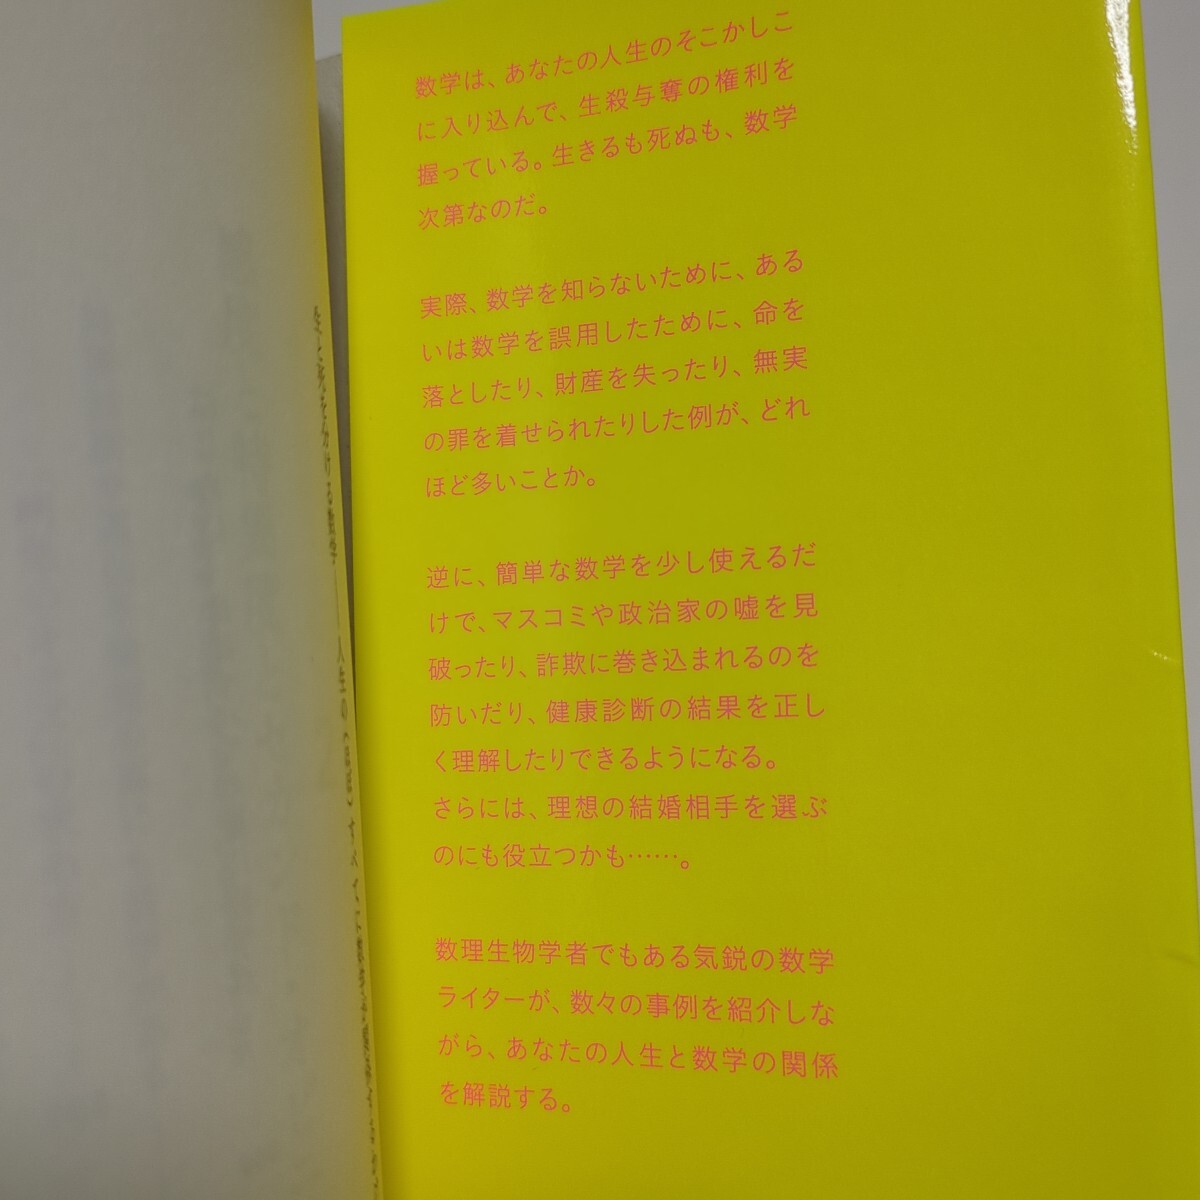 数学は、あなたの人生のそこかしこ
に入り込んで、生殺与奪の権利を
握っている。生きるも死ぬも、数学
次第なのだ。
実際、数学を知らないために、ある
いは数学を誤用したために、命を
落としたり、財産を失ったり、無実
の罪を着せられたりした例が、どれ
ほど多いことか。
逆に、簡単な数学を少し使えるだ
けで、マスコミや政治家の嘘を見
破ったり、詐欺に巻き込まれるのを
防いだり、健康診断の結果を正し
く理解したりできるようになる。
さらには、理想の結婚相手を選ぶ
のにも役立つかも……。
数理生物学者でもある気鋭の数学
ライターが、数々の事例を紹介しな
がら、あなたの人生と数学の関係
を解説する。